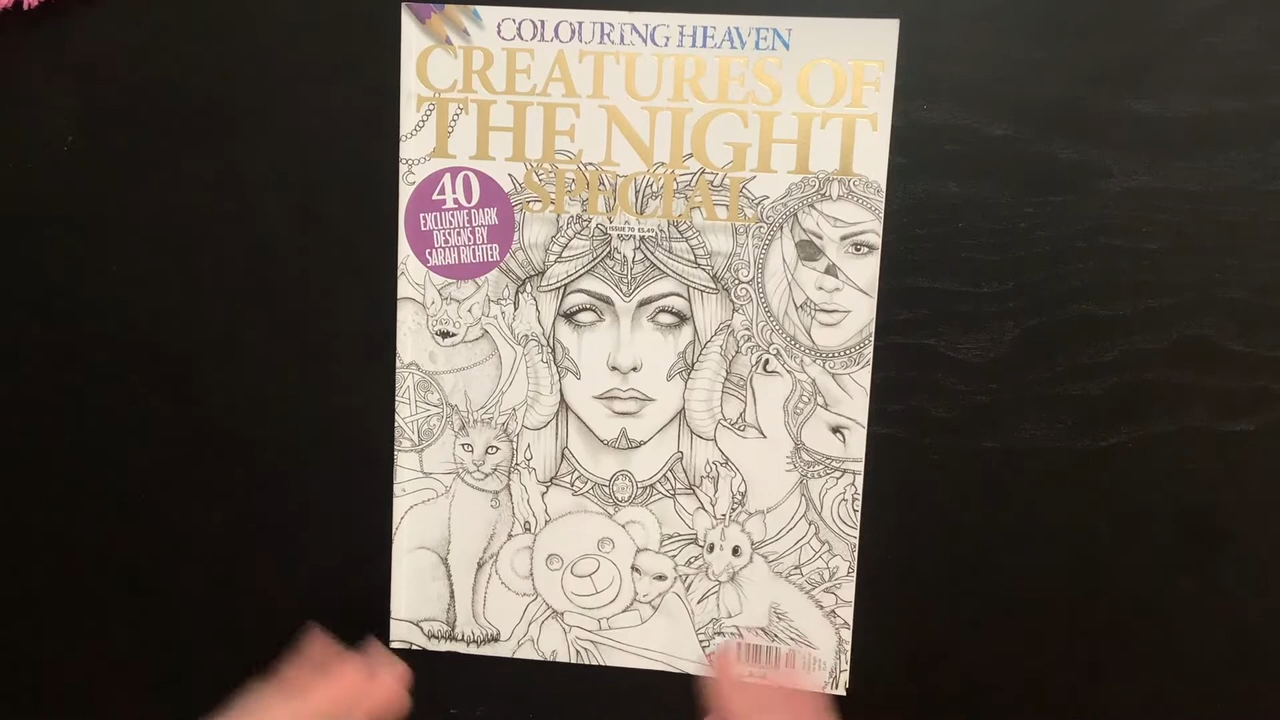 COLOURING HEAVEN
CREATURES OF
THE NIGHT
SPECIAL
ISSUE 70 £5.49
40
EXCLUSIVE DARK
DESIGNS BY
SARAH RICHTER